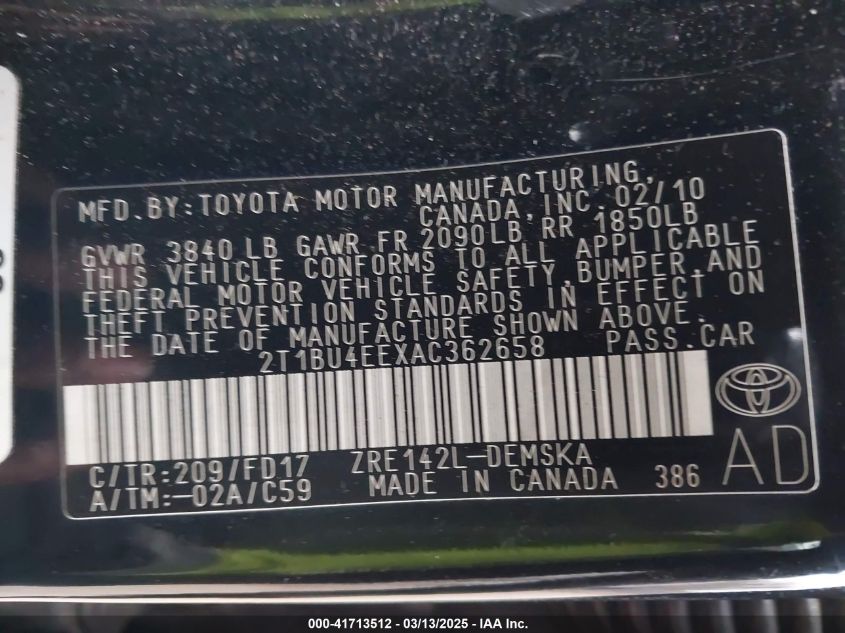 MFD.BY:TOYOTA MOTOR MANUFACTURING,
CANADA,INC.02/10
GVWR 3840 LB GAWR FR 2090LB RR 1850LB
THIS VEHICLE CONFORMS TO ALL APPLICABLE
FEDERAL MOTOR VEHICLE SAFETY,BUMPER,AND
THEFT PREVENTION STANDARDS IN EFFECT ON
THE DATE OF MANUFACTURE SHOWN ABOVE.
2T1BU4EEXAC362658 PASS.CAR
C/TR:209/FD17 ZRE142L-DEMSKA
A/TM:-02A/C59 MADE IN CANADA 386
AD
000-41713512 - 03/13/2025 - IAA Inc.